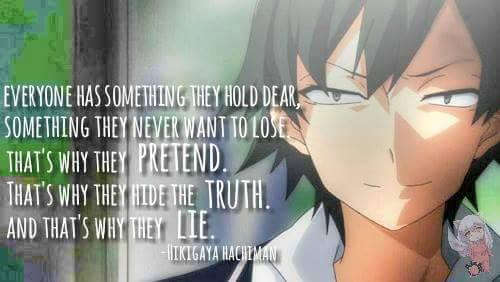 EVERYONE HAS SOMETHING THEY HOLD DEAR,
SOMETHING THEY NEVER WANT TO LOSE.
THAT'S WHY THEY PRETEND.
THAT'S WHY THEY HIDE THE TRUTH.
AND THAT'S WHY THEY LIE.
-HIKIGAYA HACHIMAN